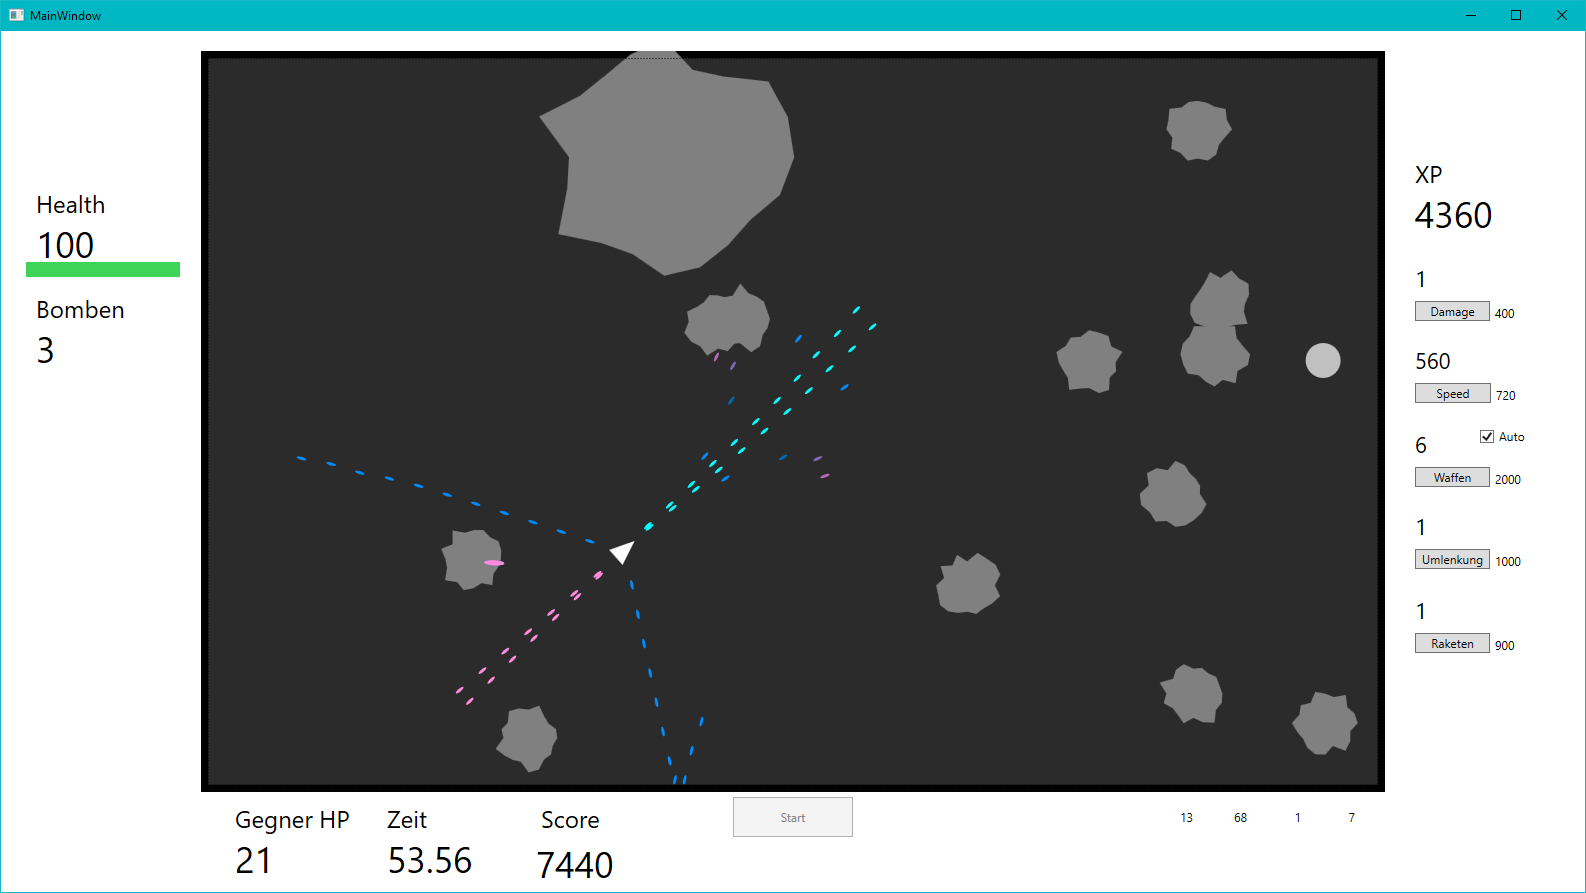 MainWindow
Health
100
Bomben
3
XP
4360
1
Damage 400
560
Speed 720
6 Auto
Waffen 2000
1
Umlenkung 1000
1
Raketen 900
Gegner HP Zeit Score Start 13 68 1 7
21 53.56 7440